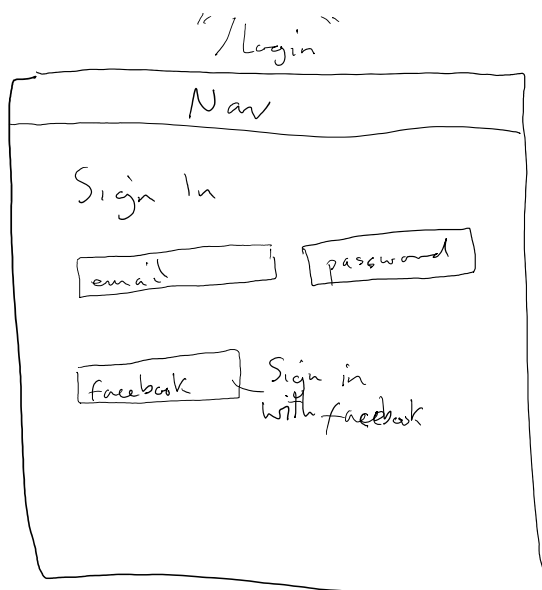 "/Login"
Nav
Sign In
email
password
facebook
Sign in
with facebook